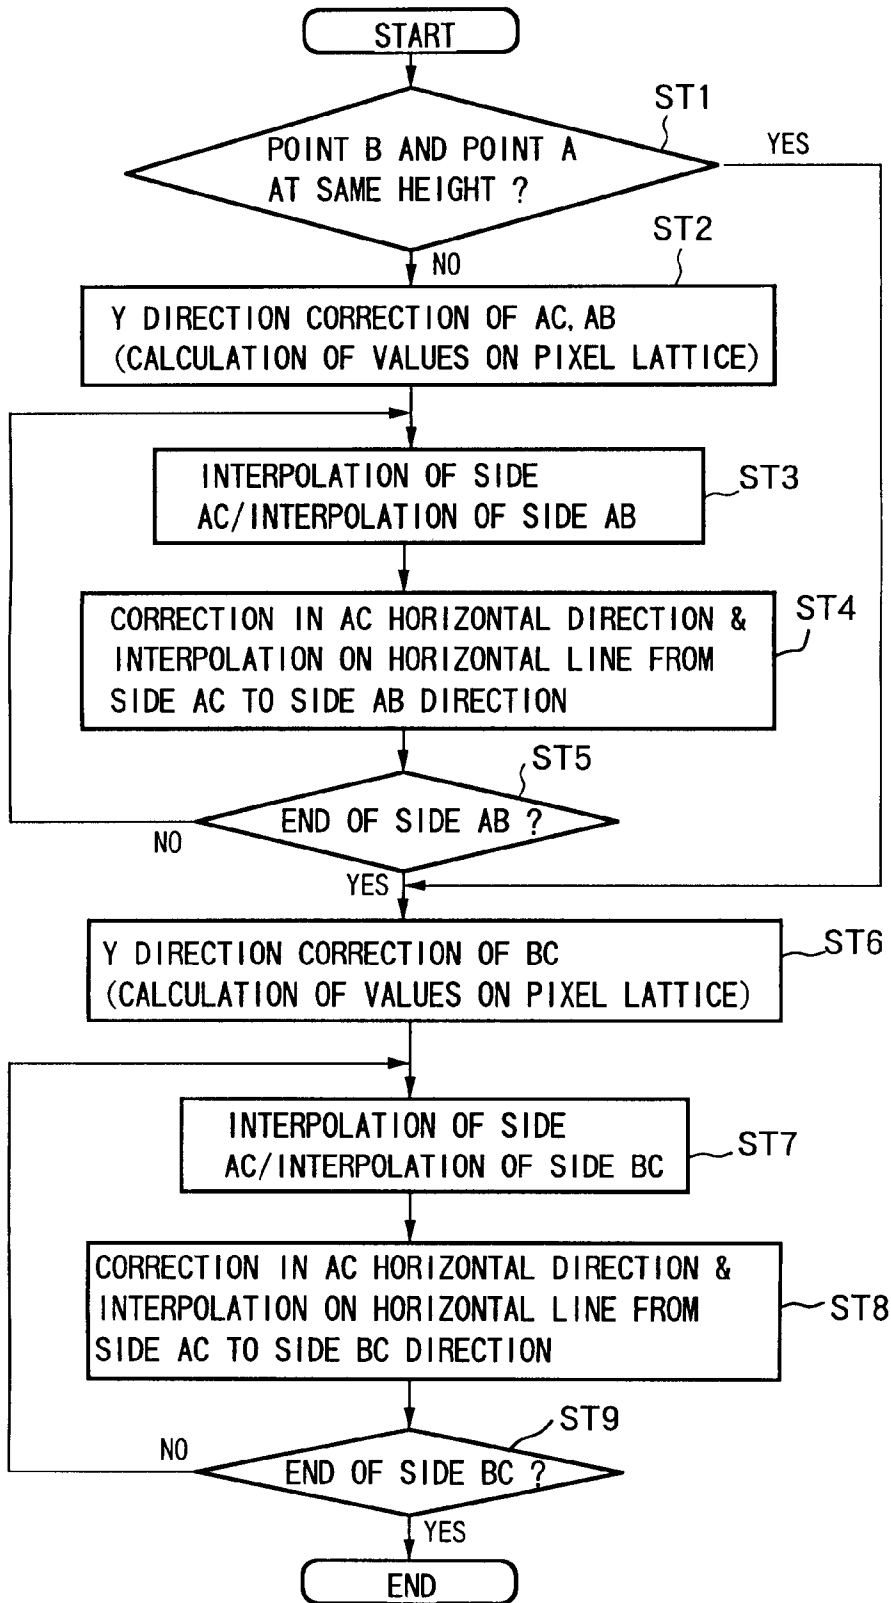 START
ST1
POINT B AND POINT A
AT SAME HEIGHT ?
YES
NO
ST2
Y DIRECTION CORRECTION OF AC, AB
(CALCULATION OF VALUES ON PIXEL LATTICE)
INTERPOLATION OF SIDE
AC/INTERPOLATION OF SIDE AB
ST3
CORRECTION IN AC HORIZONTAL DIRECTION &
INTERPOLATION ON HORIZONTAL LINE FROM
SIDE AC TO SIDE AB DIRECTION
ST4
ST5
END OF SIDE AB ?
NO
YES
Y DIRECTION CORRECTION OF BC
(CALCULATION OF VALUES ON PIXEL LATTICE)
ST6
INTERPOLATION OF SIDE
AC/INTERPOLATION OF SIDE BC
ST7
CORRECTION IN AC HORIZONTAL DIRECTION &
INTERPOLATION ON HORIZONTAL LINE FROM
SIDE AC TO SIDE BC DIRECTION
ST8
ST9
END OF SIDE BC ?
NO
YES
END